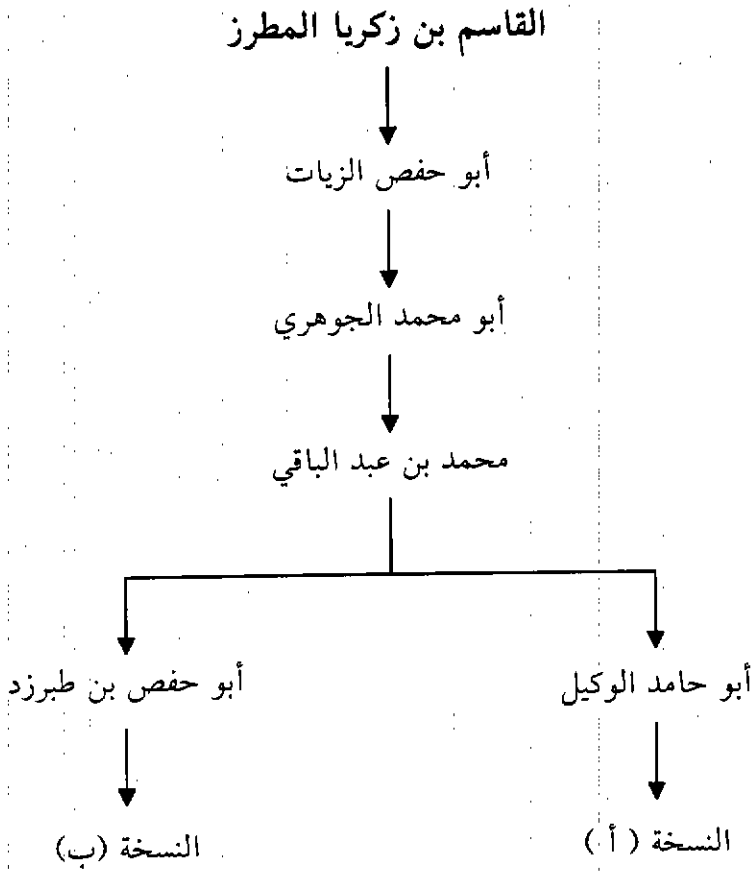 القاسم بن زكريا المطرز
أبو حفص الزيات
أبو محمد الجوهري
محمد بن عبد الباقي
أبو حامد الوكيل
أبو حفص بن طبرزد
النسخة ( أ )
النسخة (ب)